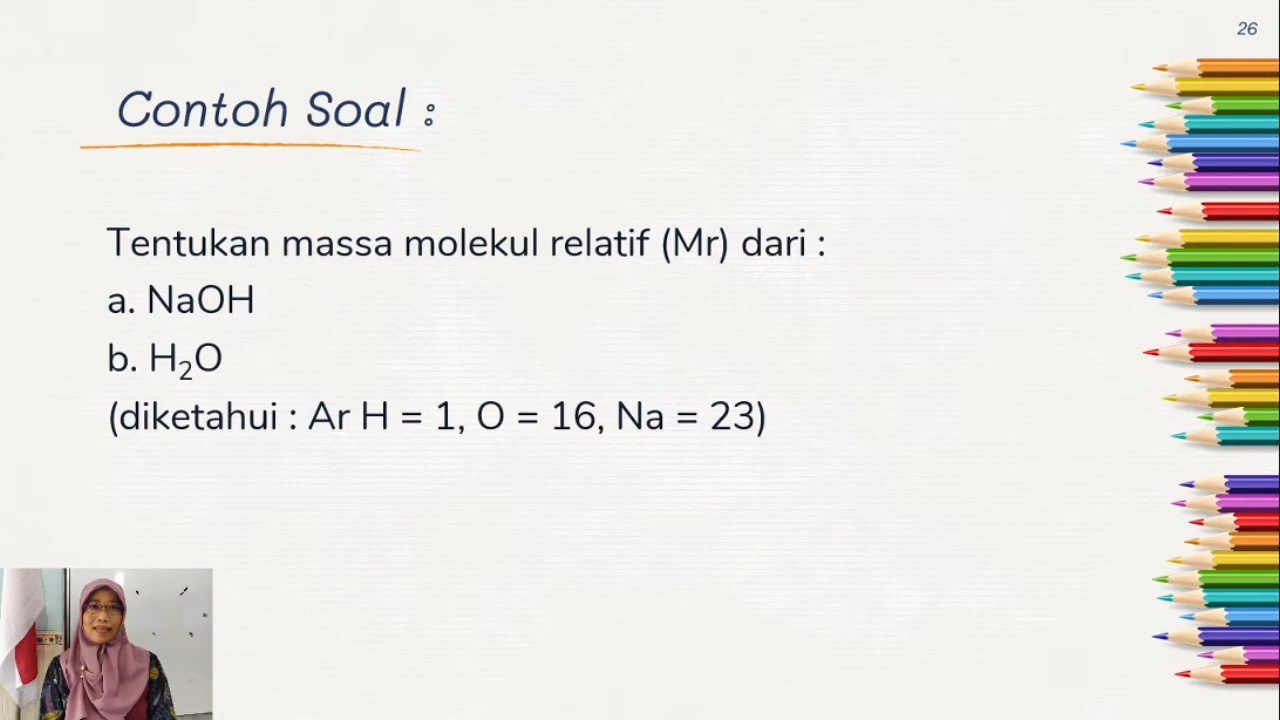 26
Contoh Soal :
Tentukan massa molekul relatif (Mr) dari :
a. NaOH
b. H₂O
(diketahui : Ar H = 1, O = 16, Na = 23)